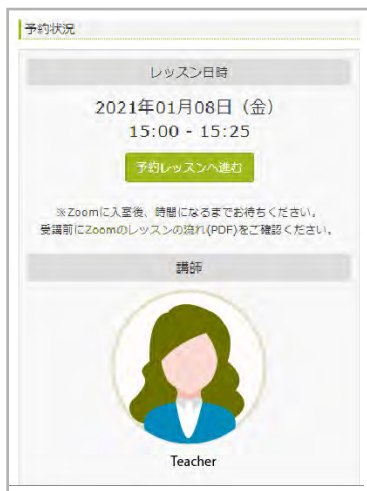 予約状況
レッスン日時
2021年01月08日（金）
15:00 - 15:25
予約レッスンへ進む
※Zoomに入室後、時間になるまでお待ちください。
受講前にZoomのレッスンの流れ(PDF)をご確認ください。
講師
Teacher